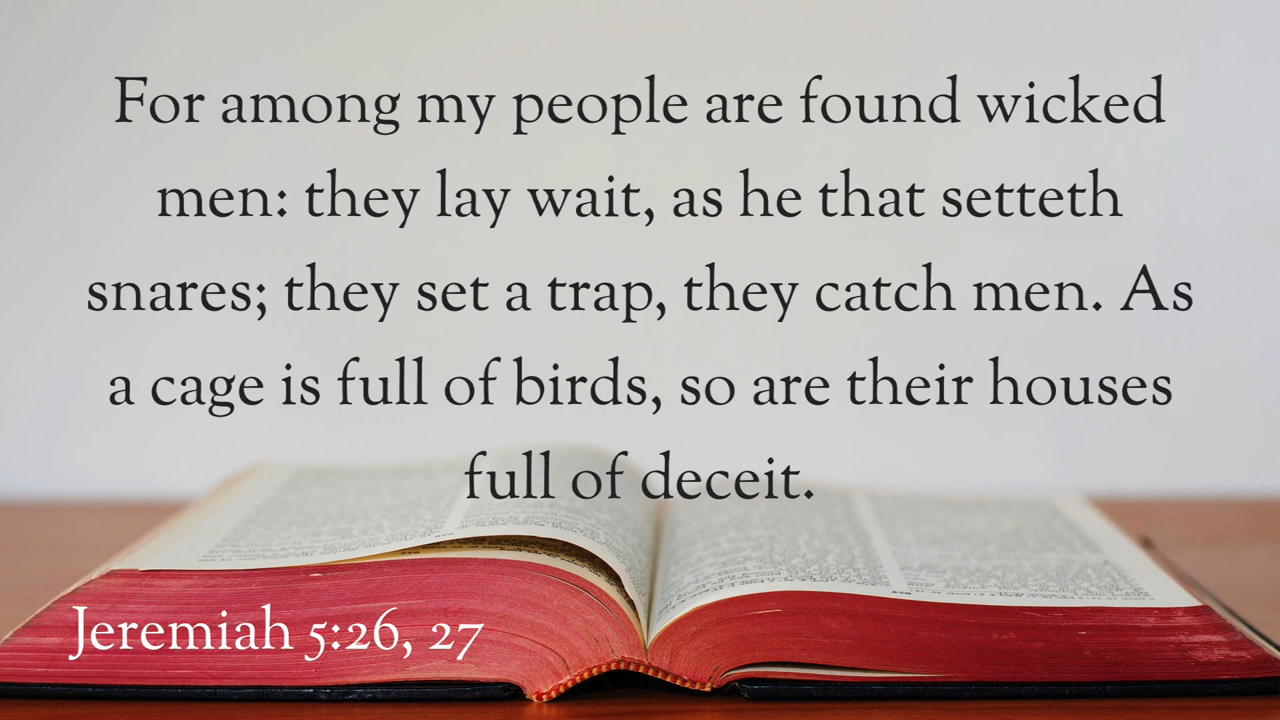 For among my people are found wicked
men: they lay wait, as he that setteth
snares; they set a trap, they catch men. As
a cage is full of birds, so are their houses
full of deceit.
Jeremiah 5:26, 27